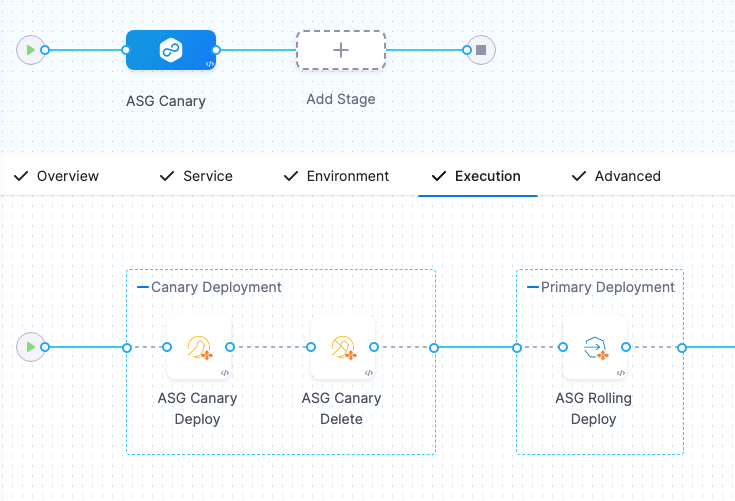 ASG Canary
Add Stage
Overview
Service
Environment
Execution
Advanced
Canary Deployment
Primary Deployment
ASG Canary
Deploy
ASG Canary
Delete
ASG Rolling
Deploy